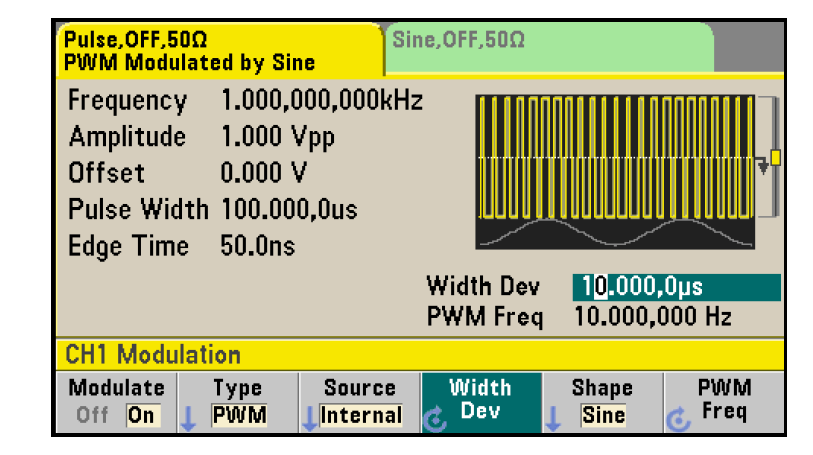 Pulse,OFF,50Ω
PWM Modulated by Sine
Sine,OFF,50Ω
Frequency 1.000,000,000kHz
Amplitude 1.000 Vpp
Offset 0.000 V
Pulse Width 100.000,0us
Edge Time 50.0ns
Width Dev 10.000,0μs
PWM Freq 10.000,000 Hz
CH1 Modulation
Modulate Type Source Width Shape PWM
Off On PWM Internal Dev Sine Freq